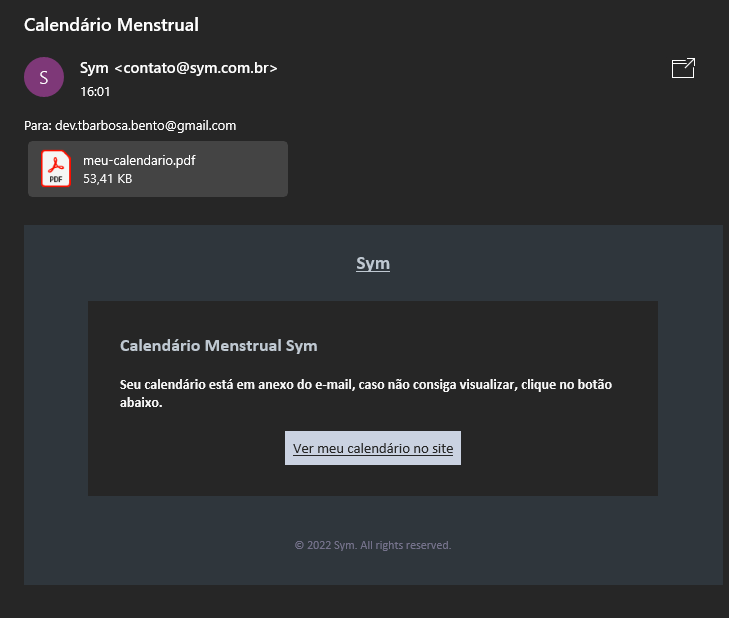 Calendário Menstrual
S
Sym <contato@sym.com.br>
16:01
Para: dev.tbarbosa.bento@gmail.com
PDF
meu-calendario.pdf
53,41 KB
Sym
Calendário Menstrual Sym
Seu calendário está em anexo do e-mail, caso não consiga visualizar, clique no botão
abaixo.
Ver meu calendário no site
© 2022 Sym. All rights reserved.